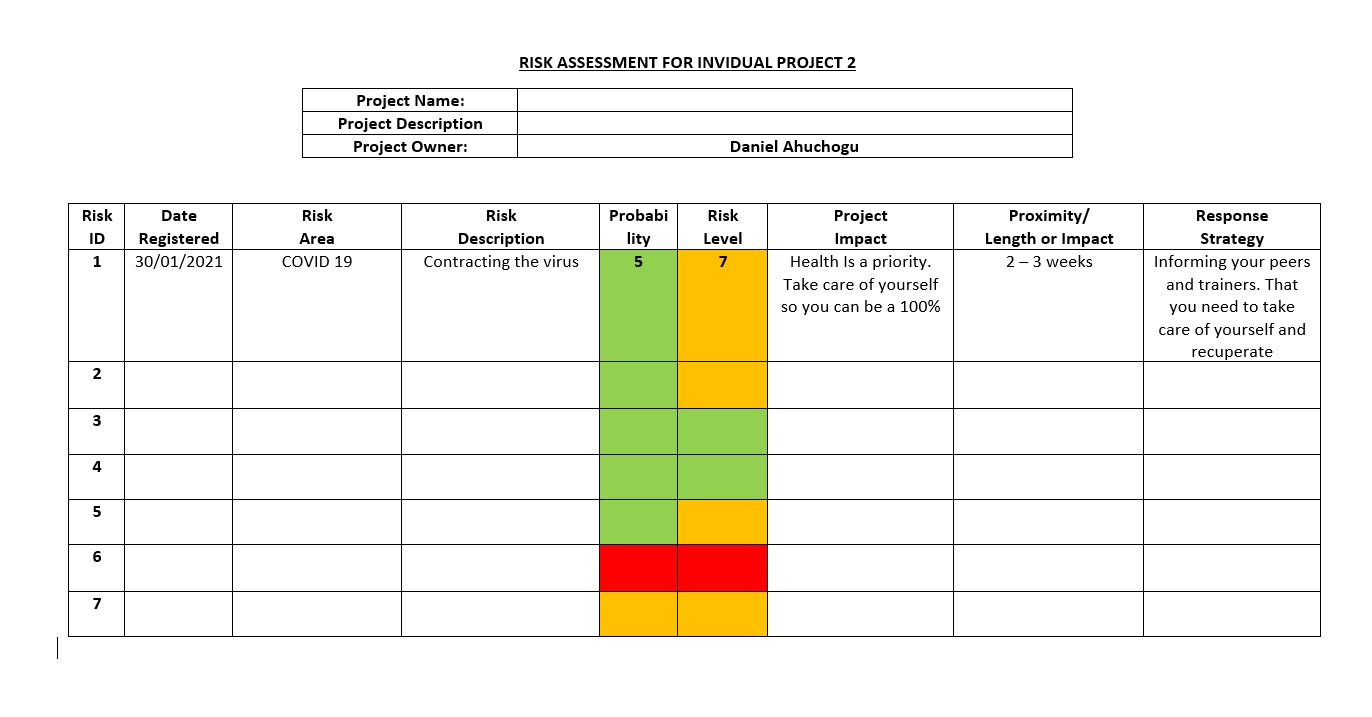 RISK ASSESSMENT FOR INVIDUAL PROJECT 2
Project Name:
Project Description
Project Owner: Daniel Ahuchogu
Risk ID Date Registered Risk Area Risk Description Probabi lity Risk Level Project Impact Proximity/ Length or Impact Response Strategy
1 30/01/2021 COVID 19 Contracting the virus 5 7 Health Is a priority. Take care of yourself so you can be a 100% 2 – 3 weeks Informing your peers and trainers. That you need to take care of yourself and recuperate
2
3
4
5
6
7